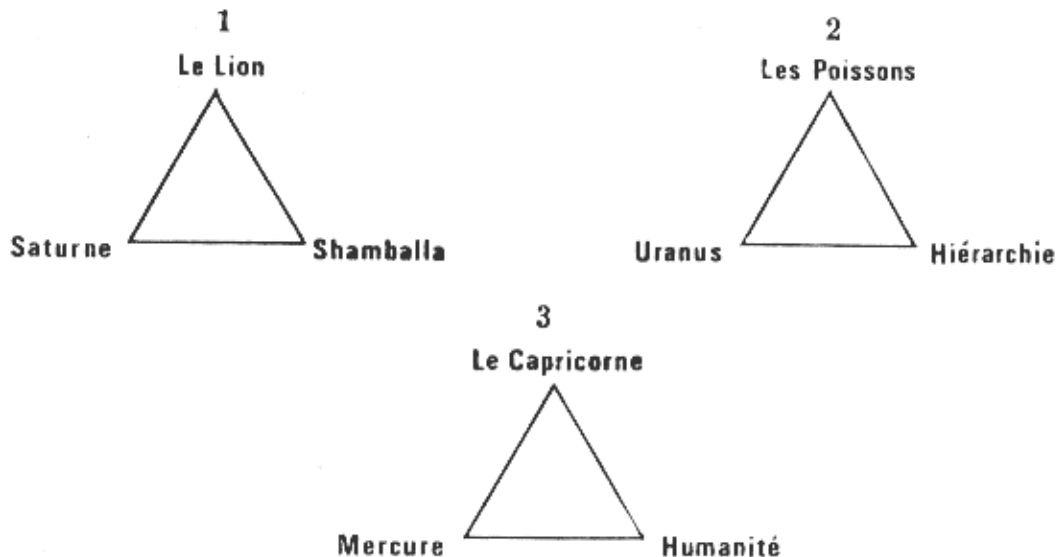 1
Le Lion
Saturne
Shamballa
2
Les Poissons
Uranus
Hiérarchie
3
Le Capricorne
Mercure
Humanité